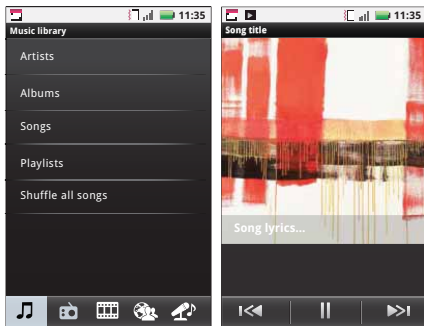 11:35
Music library
Artists
Albums
Songs
Playlists
Shuffle all songs
11:35
Song title
Song lyrics...